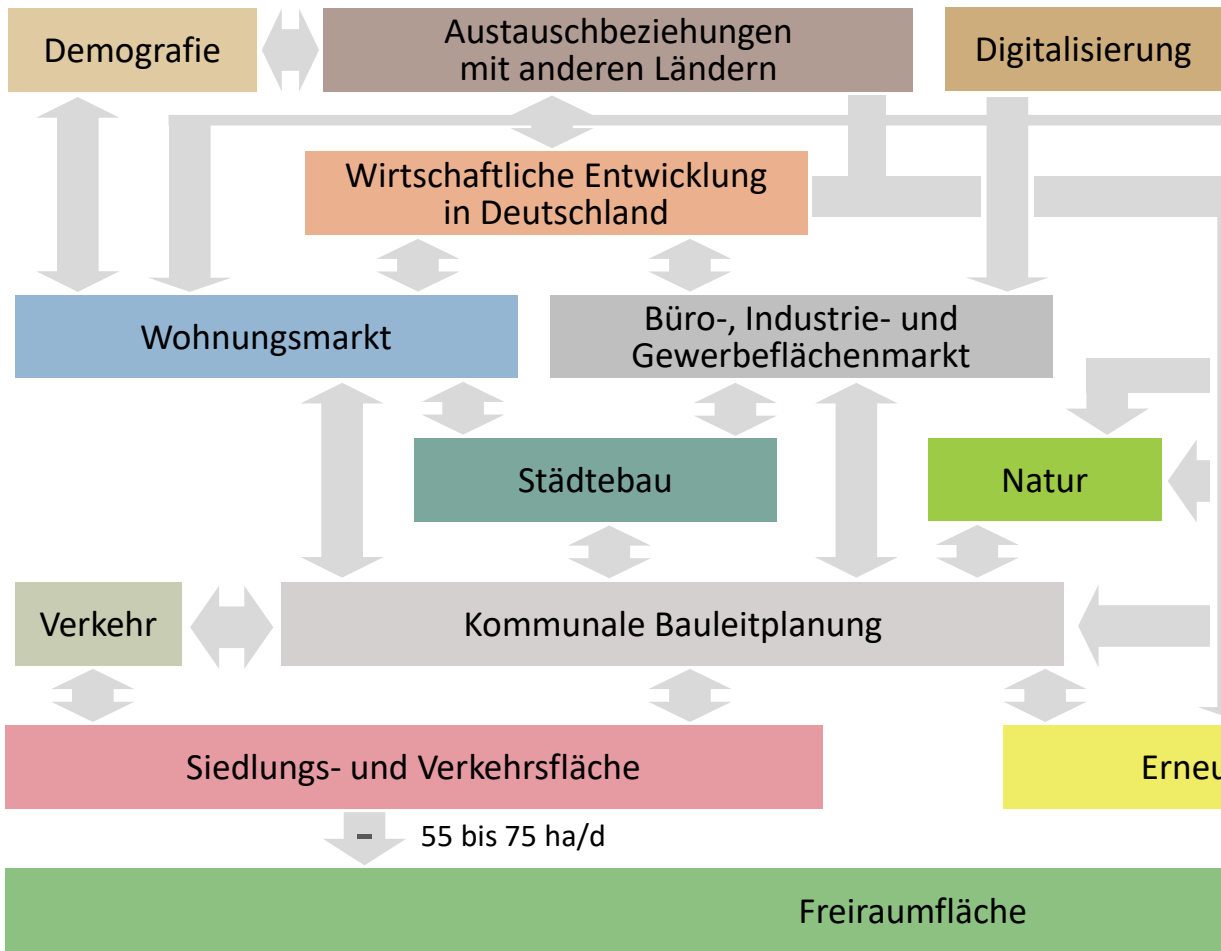 Demografie
Austauschbeziehungen
mit anderen Ländern
Digitalisierung
Wirtschaftliche Entwicklung
in Deutschland
Wohnungsmarkt
Büro-, Industrie- und
Gewerbeflächenmarkt
Städtebau
Natur
Verkehr
Kommunale Bauleitplanung
Siedlungs- und Verkehrsfläche
Erneu
- 55 bis 75 ha/d
Freiraumfläche